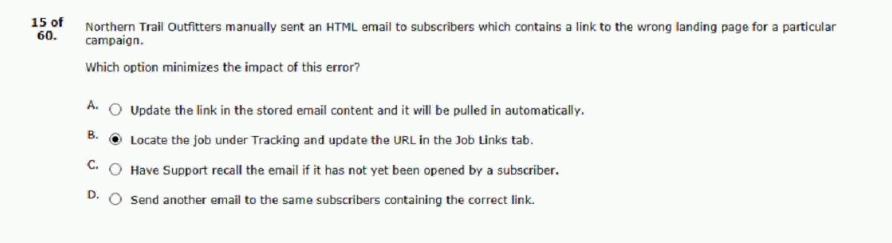 15 of
60.
Northern Trail Outfitters manually sent an HTML email to subscribers which contains a link to the wrong landing page for a particular
campaign.
Which option minimizes the impact of this error?
A. Update the link in the stored email content and it will be pulled in automatically.
B. Locate the job under Tracking and update the URL in the Job Links tab.
C. Have Support recall the email if it has not yet been opened by a subscriber.
D. Send another email to the same subscribers containing the correct link.